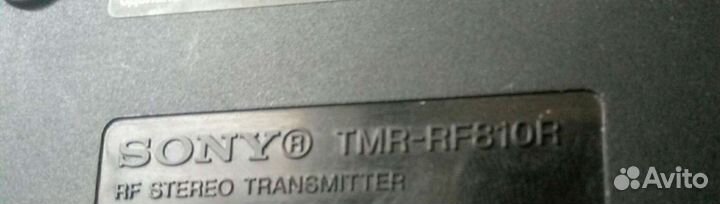 SONY® TMR-RF810R
RF STEREO TRANSMITTER
Avito